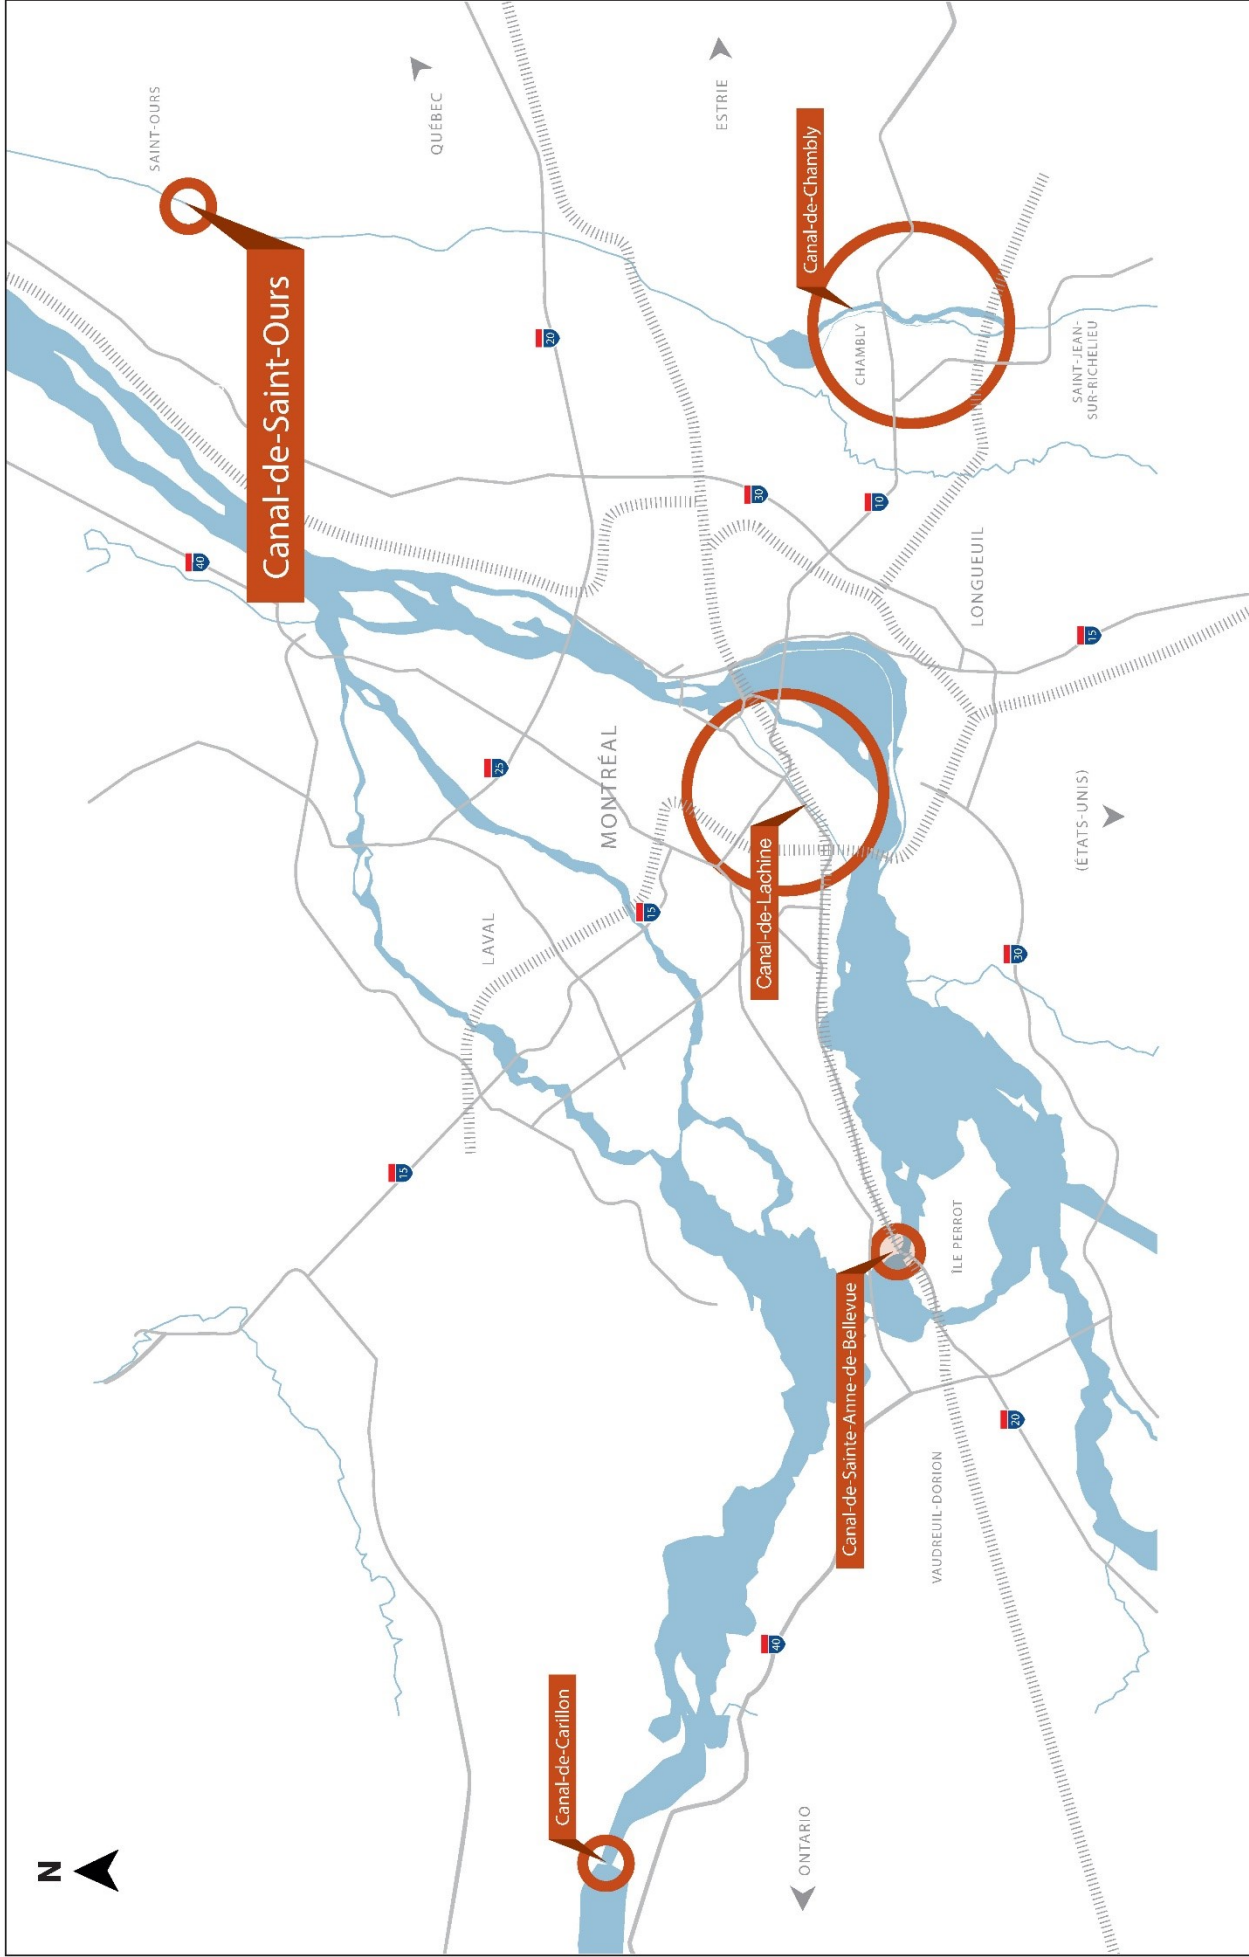 N
SAINT-OURS
Canal-de-Saint-Ours
40
QUÉBEC
15
25
LAVAL
20
Canal-de-Carillon
MONTRÉAL
15
ESTRIE
30
Canal-de-Lachine
Canal-de-Chambly
40
ONTARIO
CHAMBLY
10
Canal-de-Sainte-Anne-de-Bellevue
ÎLE PERROT
VAUDREUIL-DORION
LONGUEUIL
20
30
SAINT-JEAN-
SUR-RICHELIEU
15
(ÉTATS-UNIS)